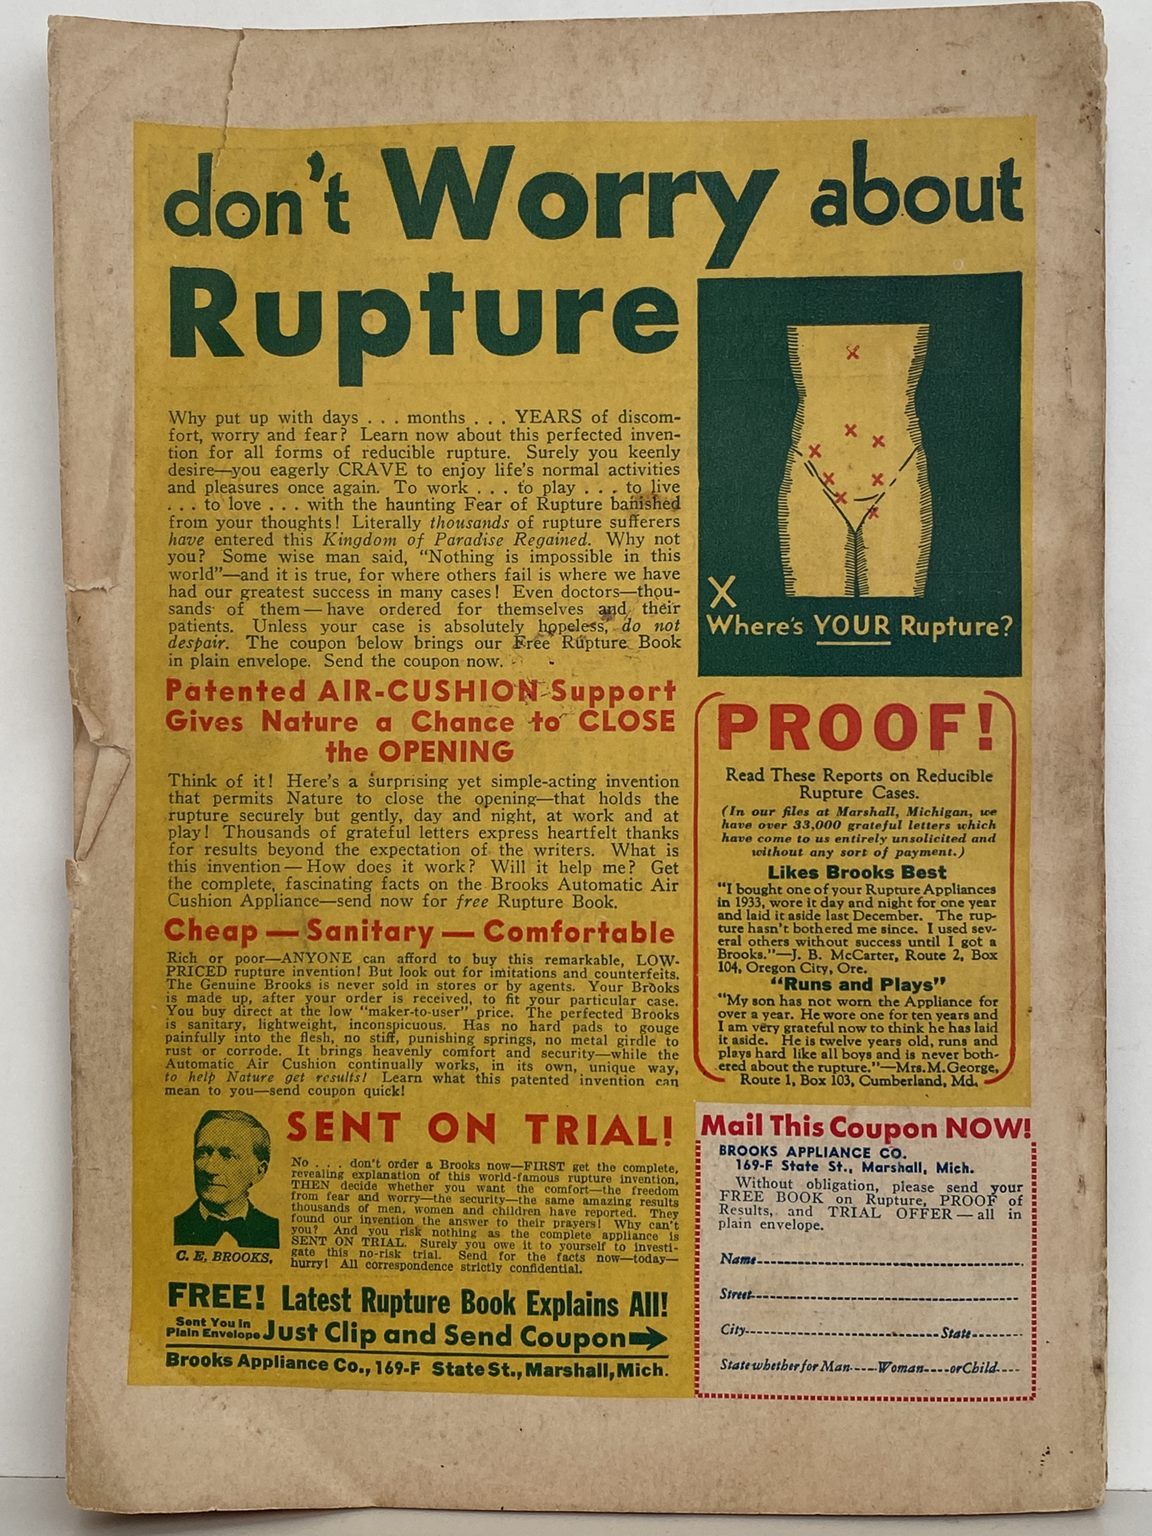 don't Worry about
Rupture
Why put up with days . . . months . . . YEARS of discom-
fort, worry and fear? Learn now about this perfected inven-
tion for all forms of reducible rupture. Surely you keenly
desire—you eagerly CRAVE to enjoy life's normal activities
and pleasures once again. To work . . . to play . . . to live
. . . to love . . . with the haunting Fear of Rupture banished
from your thoughts! Literally thousands of rupture sufferers
have entered this Kingdom of Paradise Regained. Why not
you? Some wise man said, "Nothing is impossible in this
world"—and it is true, for where others fail is where we have
had our greatest success in many cases! Even doctors—thou-
sands of them—have ordered for themselves and their
patients. Unless your case is absolutely hopeless, do not
despair. The coupon below brings our Free Rupture Book
in plain envelope. Send the coupon now.
X
Where's YOUR Rupture?
Patented AIR-CUSHION Support
Gives Nature a Chance to CLOSE
the OPENING
Think of it! Here's a surprising yet simple-acting invention
that permits Nature to close the opening—that holds the
rupture securely but gently, day and night, at work and at
play! Thousands of grateful letters express heartfelt thanks
for results beyond the expectation of the writers. What is
this invention—How does it work? Will it help me? Get
the complete, fascinating facts on the Brooks Automatic Air
Cushion Appliance—send now for free Rupture Book.
Cheap — Sanitary — Comfortable
Rich or poor—ANYONE can afford to buy this remarkable, LOW-
PRICED rupture invention! But look out for imitations and counterfeits.
The Genuine Brooks is never sold in stores or by agents. Your Brooks
is made up, after your order is received, to fit your particular case.
You buy direct at the low "maker-to-user" price. The perfected Brooks
is sanitary, lightweight, inconspicuous. Has no hard pads to gouge
painfully into the flesh, no stiff, punishing springs, no metal girdle to
rust or corrode. It brings heavenly comfort and security—while the
Automatic Air Cushion continually works, in its own, unique way,
to help Nature get results! Learn what this patented invention can
mean to you—send coupon quick!
PROOF!
Read These Reports on Reducible
Rupture Cases.
(In our files at Marshall, Michigan, we
have over 33,000 grateful letters which
have come to us entirely unsolicited and
without any sort of payment.)
Likes Brooks Best
"I bought one of your Rupture Appliances
in 1933, wore it day and night for one year
and laid it aside last December. The rup-
ture hasn't bothered me since. I used sev-
eral others without success until I got a
Brooks."—J. B. McCarter, Route 2, Box
104, Oregon City, Ore.
"Runs and Plays"
"My son has not worn the Appliance for
over a year. He wore one for ten years and
I am very grateful now to think he has laid
it aside. He is twelve years old, runs and
plays hard like all boys and is never both-
ered about the rupture."—Mrs. M. George,
Route 1, Box 103, Cumberland, Md.
C. E. BROOKS,
SENT ON TRIAL!
No . . . don't order a Brooks now—FIRST get the complete,
revealing explanation of this world-famous rupture invention,
THEN decide whether you want the comfort—the freedom
from fear and worry—the security—the same amazing results
thousands of men, women and children have reported. They
found our invention the answer to their prayers! Why can't
you? And you risk nothing as the complete appliance is
SENT ON TRIAL. Surely you owe it to yourself to investi-
gate this no-risk trial. Send for the facts now—today—
hurry! All correspondence strictly confidential.
FREE! Latest Rupture Book Explains All!
Sent You in
Plain Envelope Just Clip and Send Coupon
Brooks Appliance Co., 169-F State St., Marshall, Mich.
Mail This Coupon NOW!
BROOKS APPLIANCE CO.
169-F State St., Marshall, Mich.
Without obligation, please send your
FREE BOOK on Rupture, PROOF of
Results, and TRIAL OFFER—all in
plain envelope.
Name
Street
City State
State whether for Man Woman or Child